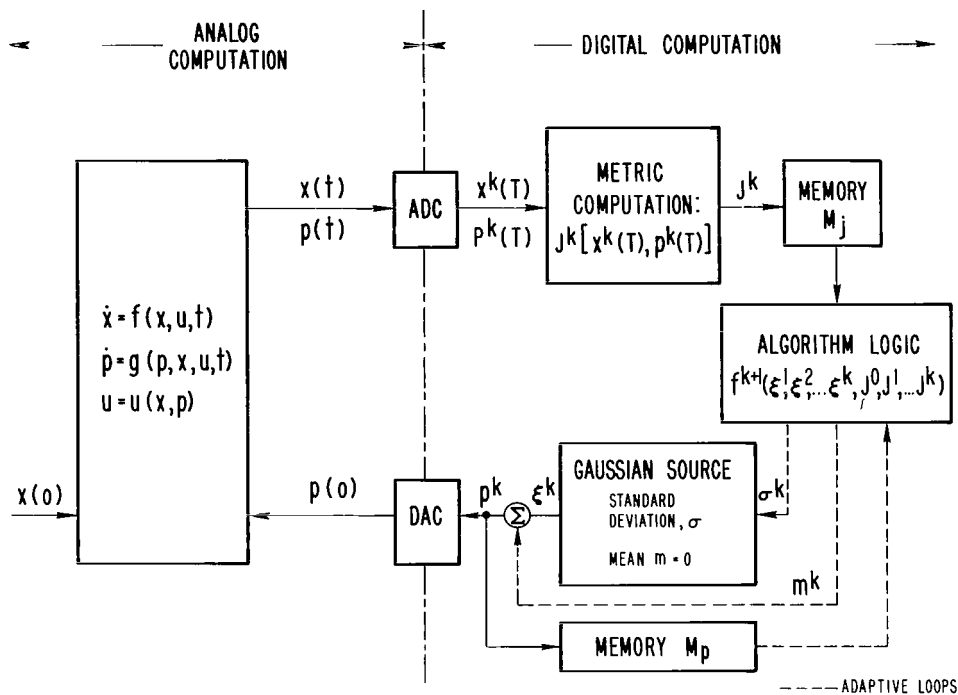 ANALOG
COMPUTATION
DIGITAL COMPUTATION
x(t)
p(t)
ADC
x^k(T)
p^k(T)
METRIC
COMPUTATION:
J^k[x^k(T), p^k(T)]
J^k
MEMORY
M_j
ẋ = f(x,u,t)
ṗ = g(p,x,u,t)
u = u(x,p)
ALGORITHM LOGIC
f^{k+1}(ξ^1,ξ^2,...ξ^k,J^0,J^1,...J^k)
x(o)
p(o)
DAC
p^k
Σ
ξ^k
GAUSSIAN SOURCE
STANDARD
DEVIATION, σ
MEAN m = 0
σ^k
m^k
MEMORY M_p
ADAPTIVE LOOPS